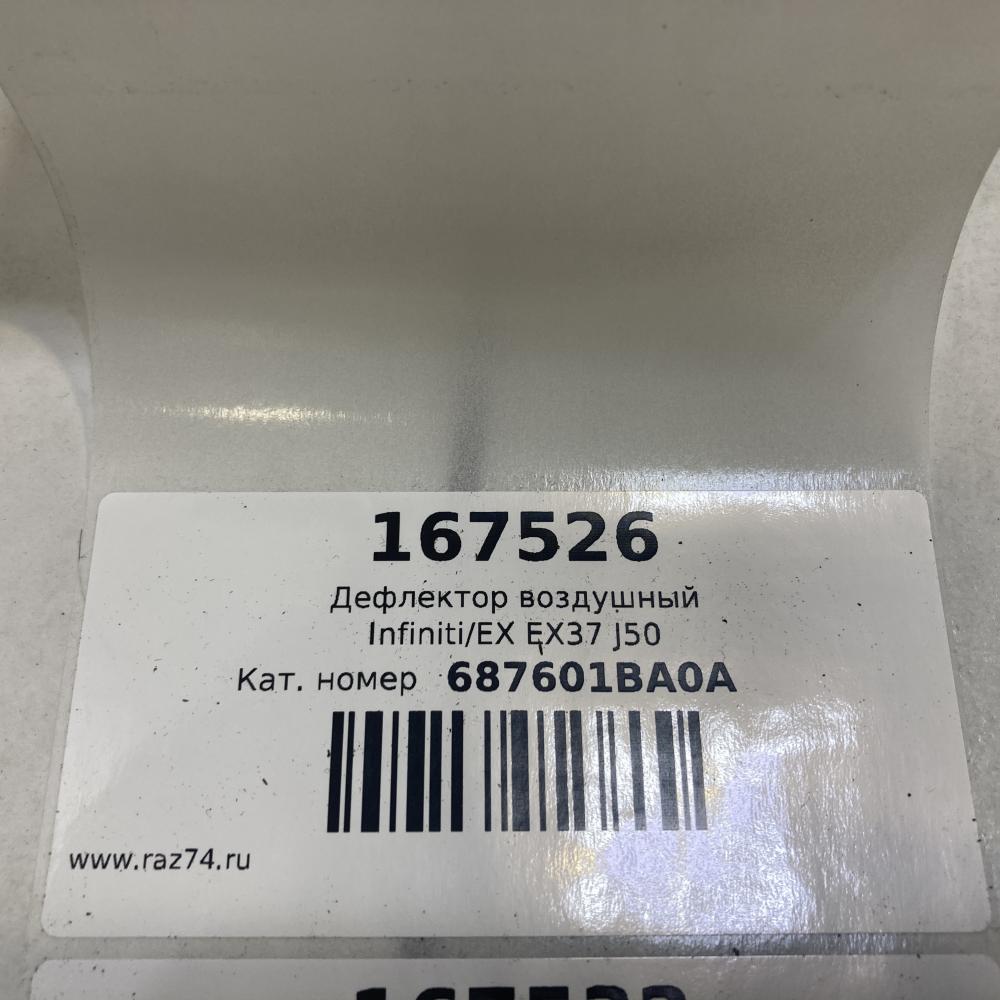 167526
Дефлектор воздушный
Infiniti/EX EX37 J50
Кат. номер 687601BA0A
www.raz74.ru